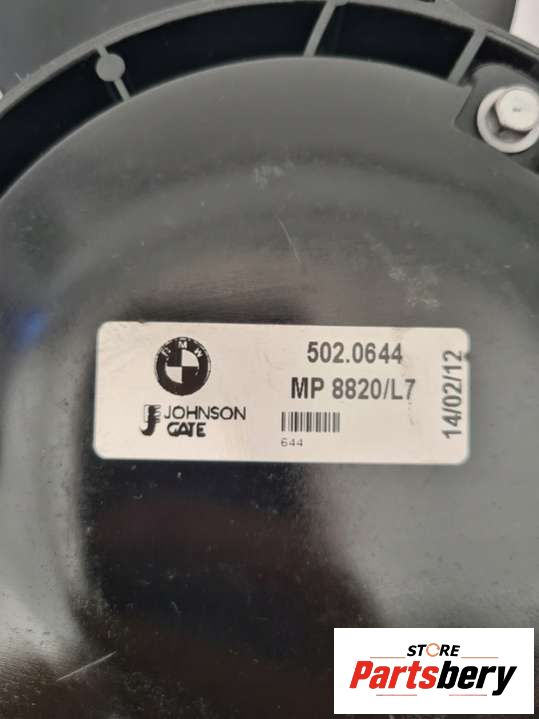 BMW
502.0644
MP 8820/L7
14/02/12
JOHNSON
GATE
644
STORE
Partsbery